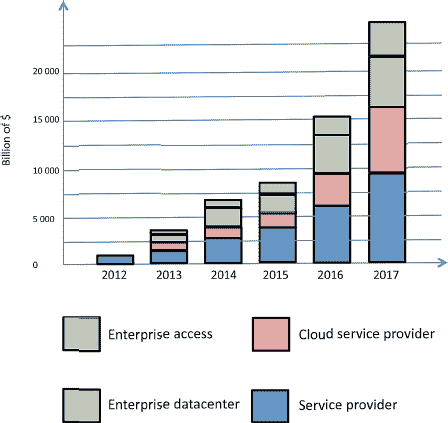 Billion of $
20 000
15 000
10 000
5 000
0
2012 2013 2014 2015 2016 2017
Enterprise access
Cloud service provider
Enterprise datacenter
Service provider